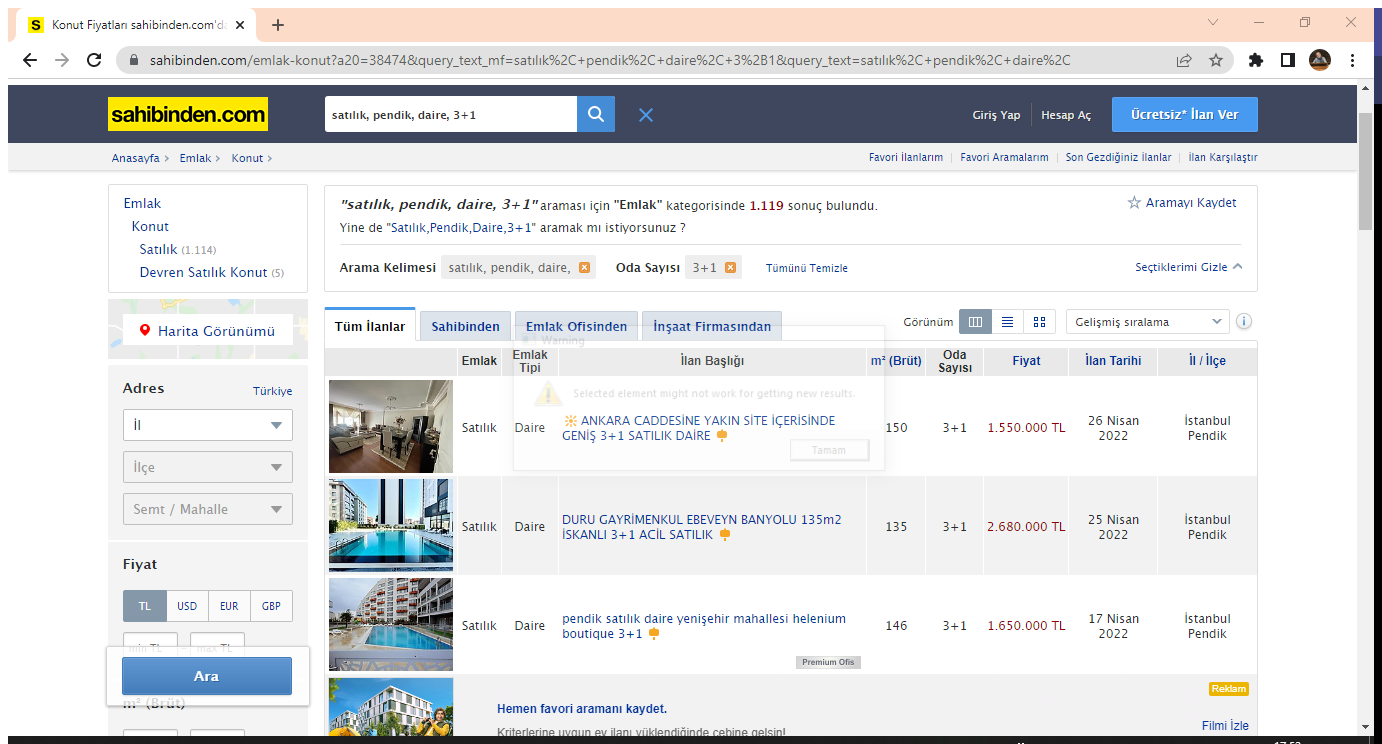 S Konut Fiyatları sahibinden.com'da
sahibinden.com/emlak-konut?a20=38474&query_text_mf=satılık%2C+pendik%2C+daire%2C+3%2B1&query_text=satılık%2C+pendik%2C+daire%2C
sahibinden.com
satılık, pendik, daire, 3+1
Giriş Yap
Hesap Aç
Ücretsiz* İlan Ver
Anasayfa > Emlak > Konut >
Favori İlanlarım | Favori Aramalarım | Son Gezdiğiniz İlanlar | İlan Karşılaştır
Emlak
Konut
Satılık (1.114)
Devren Satılık Konut (5)
Harita Görünümü
Adres
Türkiye
İl
İlçe
Semt / Mahalle
Fiyat
TL USD EUR GBP
min TL - max TL
Ara
m² (Brüt)
"satılık, pendik, daire, 3+1" araması için "Emlak" kategorisinde 1.119 sonuç bulundu.
Aramayı Kaydet
Yine de "Satılık,Pendik,Daire,3+1" aramak mı istiyorsunuz ?
Arama Kelimesi satılık, pendik, daire, Oda Sayısı 3+1 Tümünü Temizle
Seçtiklerimi Gizle
Tüm İlanlar Sahibinden Emlak Ofisinden İnşaat Firmasından
Görünüm
Gelişmiş sıralama
Warning
Selected element might not work for getting new results.
Tamam
Emlak Emlak Tipi İlan Başlığı m² (Brüt) Oda Sayısı Fiyat İlan Tarihi İl / İlçe
Satılık Daire ANKARA CADDESİNE YAKIN SİTE İÇERİSİNDE
GENİŞ 3+1 SATILIK DAİRE
150 3+1 1.550.000 TL 26 Nisan 2022 İstanbul Pendik
Satılık Daire DURU GAYRİMENKUL EBEVEYN BANYOLU 135m2
İSKANLI 3+1 ACİL SATILIK
135 3+1 2.680.000 TL 25 Nisan 2022 İstanbul Pendik
Satılık Daire pendik satılık daire yenişehir mahallesi helenium
boutique 3+1
146 3+1 1.650.000 TL 17 Nisan 2022 İstanbul Pendik
Premium Ofis
Reklam
Hemen favori aramanı kaydet.
Kriterlerine uygun ev ilanı yüklendiğinde cebine gelsin!
Filmi İzle